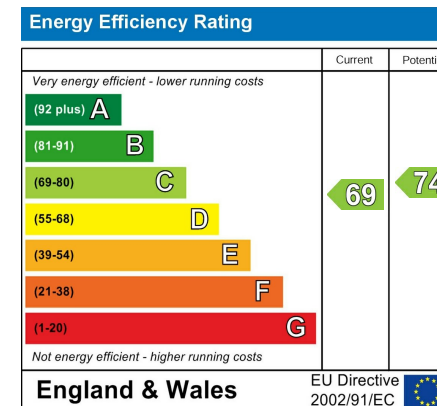 Energy Efficiency Rating
Current Potenti
Very energy efficient - lower running costs
(92 plus) A
(81-91) B
(69-80) C
69 74
(55-68) D
(39-54) E
(21-38) F
(1-20) G
Not energy efficient - higher running costs
England & Wales
EU Directive
2002/91/EC